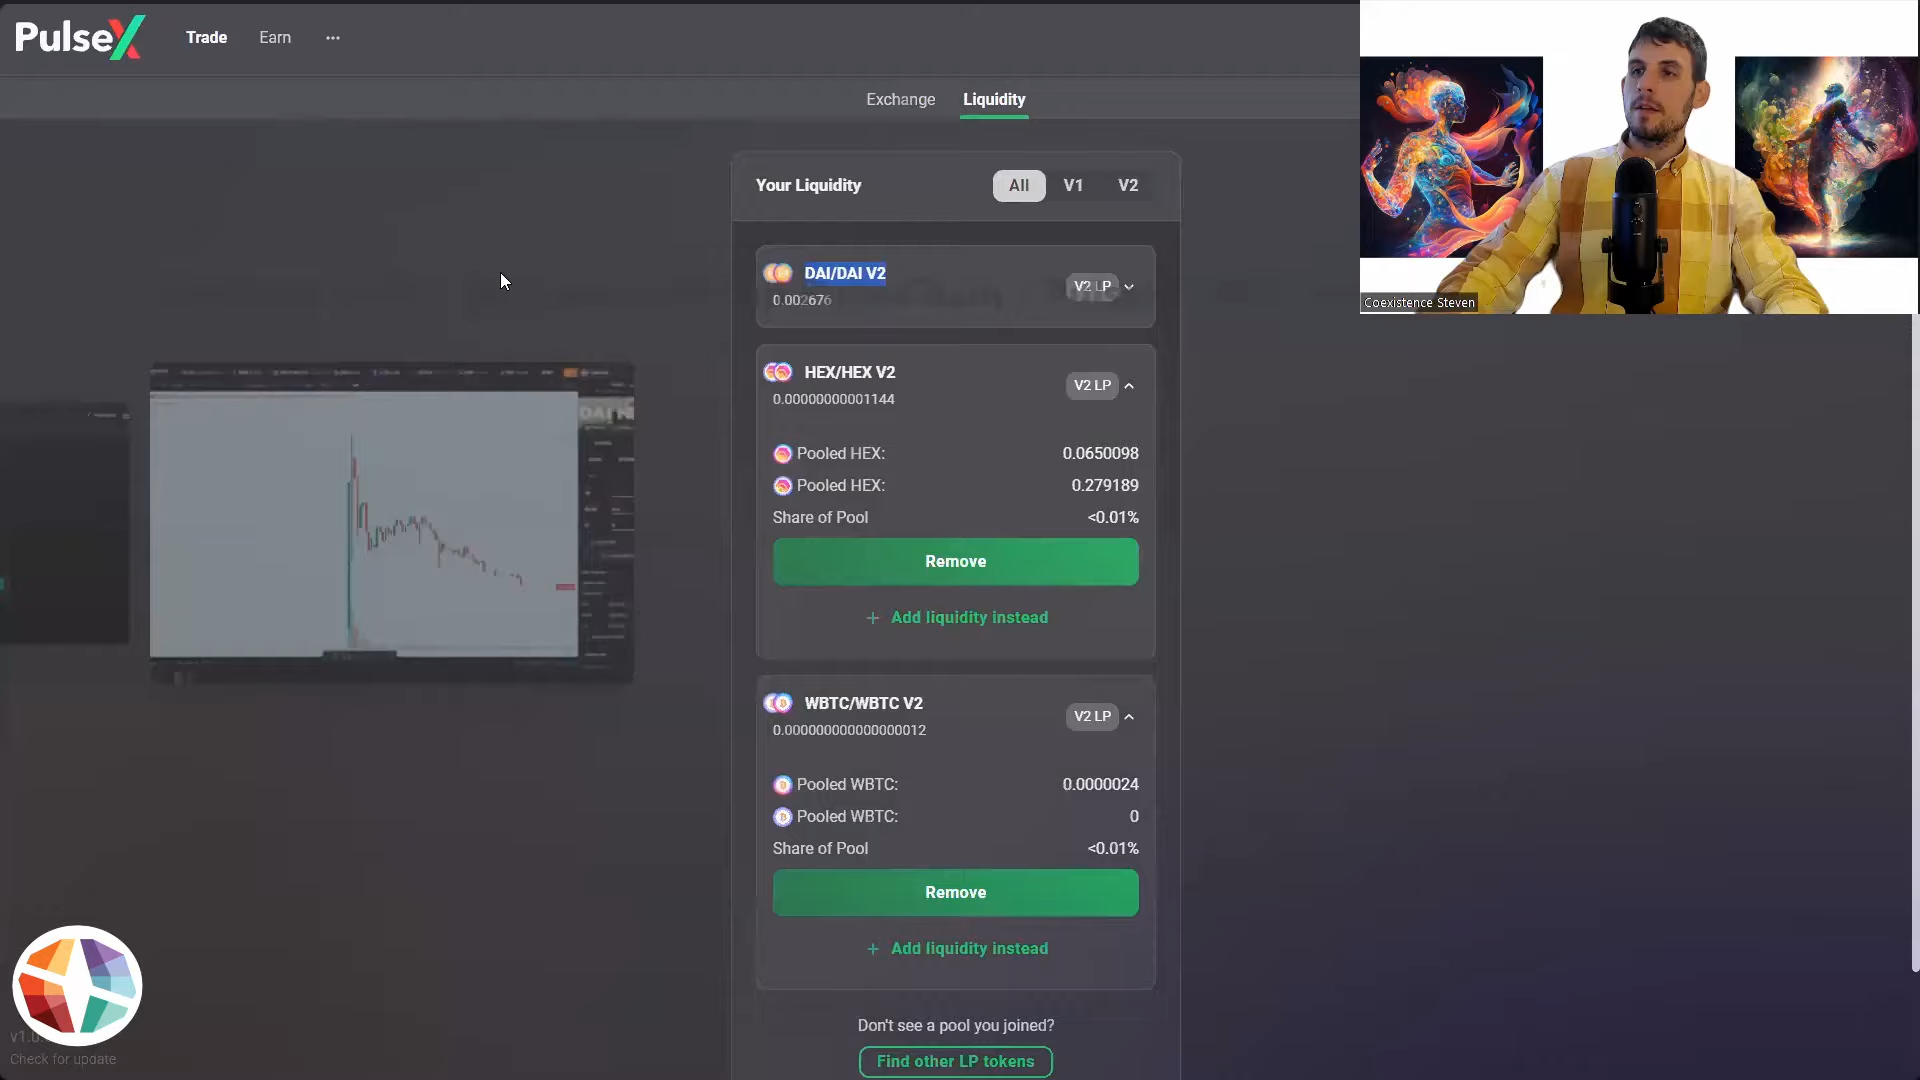 PulseX
Trade
Earn
Exchange
Liquidity
Your Liquidity
All
V1
V2
DAI/DAI V2
0.002676
V2 LP
HEX/HEX V2
0.00000000001144
V2 LP
Pooled HEX:
0.0650098
Pooled HEX:
0.279189
Share of Pool
<0.01%
Remove
+ Add liquidity instead
WBTC/WBTC V2
0.000000000000000012
V2 LP
Pooled WBTC:
0.0000024
Pooled WBTC:
0
Share of Pool
<0.01%
Remove
+ Add liquidity instead
Don't see a pool you joined?
Find other LP tokens
Coexistence Steven
Check for update